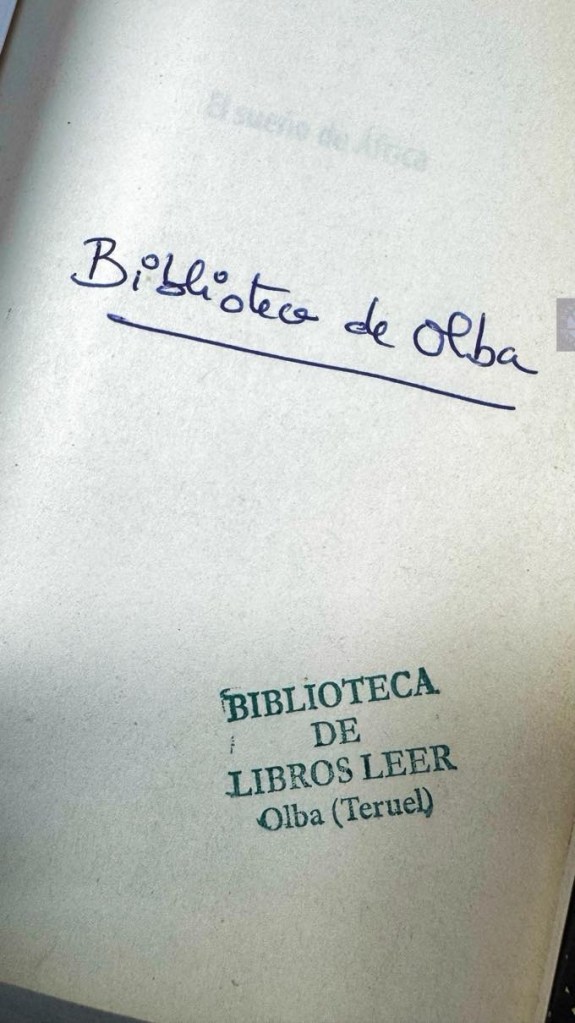 El sueño de África
Biblioteca de Olba
BIBLIOTECA
DE
LIBROS LEER
Olba (Teruel)